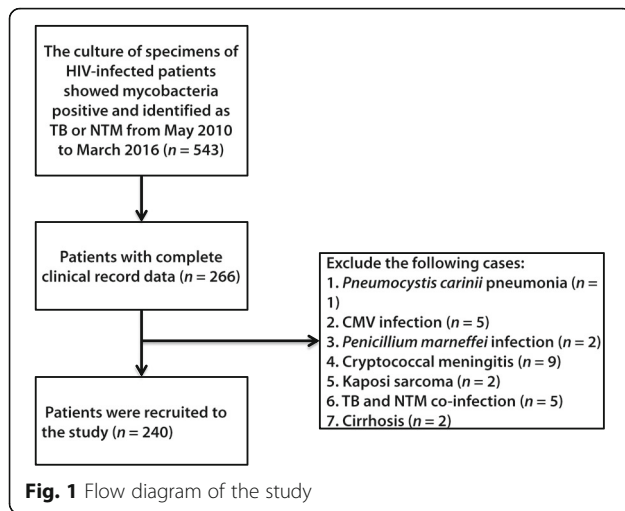 The culture of specimens of
HIV-infected patients
showed mycobacteria
positive and identified as
TB or NTM from May 2010
to March 2016 (n = 543)
Patients with complete
clinical record data (n = 266)
Exclude the following cases:
1. Pneumocystis carinii pneumonia (n =
1)
2. CMV infection (n = 5)
3. Penicillium marneffei infection (n = 2)
4. Cryptococcal meningitis (n = 9)
5. Kaposi sarcoma (n = 2)
6. TB and NTM co-infection (n = 5)
7. Cirrhosis (n = 2)
Patients were recruited to
the study (n = 240)
Fig. 1 Flow diagram of the study